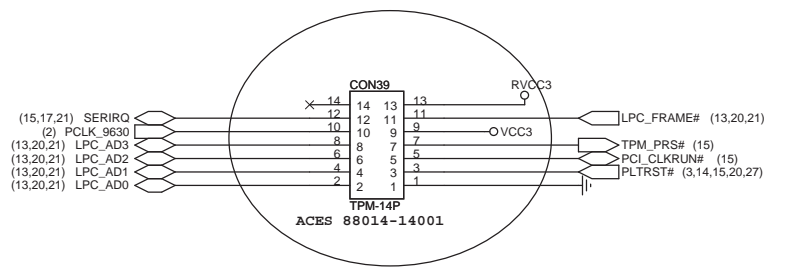 CON39
RVCC3
14 14 13 13
(15,17,21) SERIRQ 12 12 11 11 LPC_FRAME# (13,20,21)
(2) PCLK_9630 10 10 9 9 VCC3
(13,20,21) LPC_AD3 8 8 7 7 TPM_PRS# (15)
(13,20,21) LPC_AD2 6 6 5 5 PCI_CLKRUN# (15)
(13,20,21) LPC_AD1 4 4 3 3 PLTRST# (3,14,15,20,27)
(13,20,21) LPC_AD0 2 2 1 1
TPM-14P
ACES 88014-14001